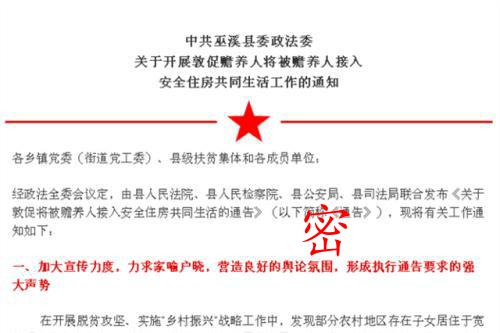 中共巫溪县委政法委
关于开展敦促赡养人将被赡养人接入
安全住房共同生活工作的通知
各乡镇党委（街道党工委）、县级扶贫集体和各成员单位：
经政法全委会议定，由县人民法院、县人民检察院、县公安局、县司法局联合发布《关于
敦促将被赡养人接入安全住房共同生活的通告》（以下简称《通告》），现将有关工作通
知如下：
密
一、加大宣传力度，力求家喻户晓，营造良好的舆论氛围，形成执行通告要求的强
大声势
在开展脱贫攻坚、实施“乡村振兴”战略工作中，发现部分农村地区存在子女居住于宽